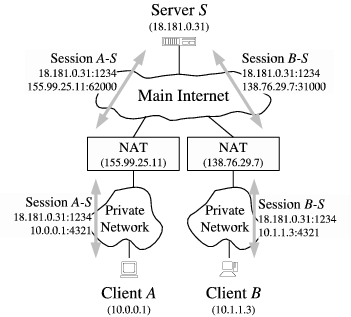 Server S
(18.181.0.31)
Session A-S
18.181.0.31:1234
155.99.25.11:62000
Session B-S
18.181.0.31:1234
138.76.29.7:31000
Main Internet
NAT
(155.99.25.11)
NAT
(138.76.29.7)
Session A-S
18.181.0.31:1234
10.0.0.1:4321
Private
Network
Private
Network
Session B-S
18.181.0.31:1234
10.1.1.3:4321
Client A
(10.0.0.1)
Client B
(10.1.1.3)